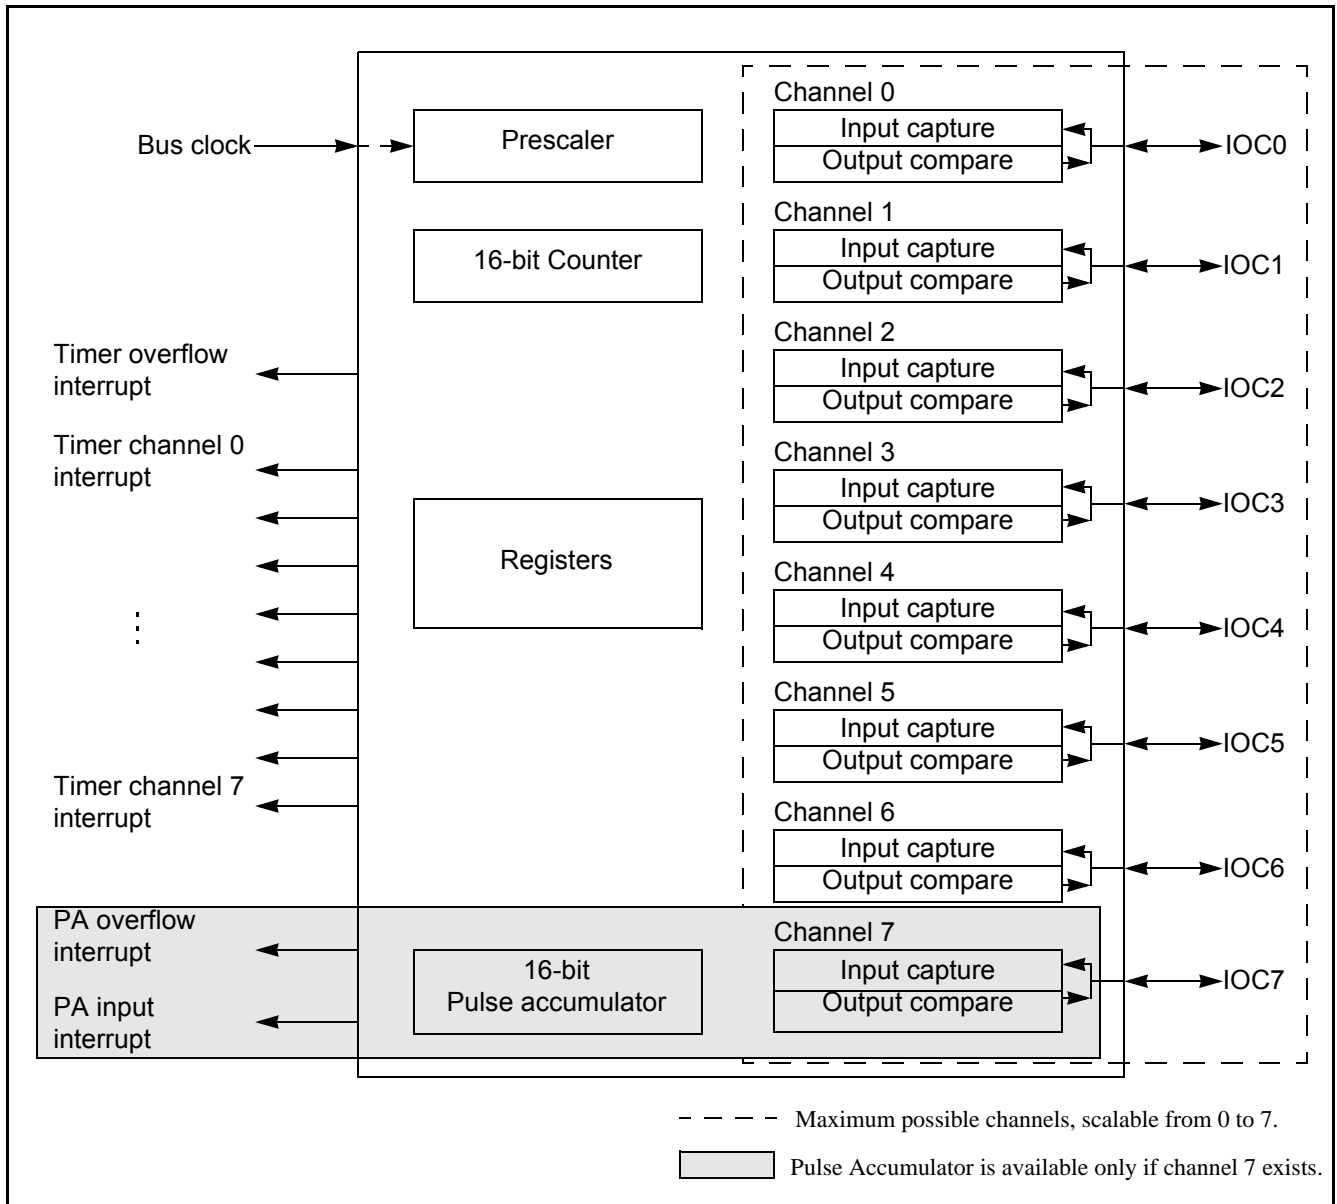 Bus clock
Prescaler
16-bit Counter
Timer overflow
interrupt
Timer channel 0
interrupt
Registers
Timer channel 7
interrupt
PA overflow
interrupt
PA input
interrupt
16-bit
Pulse accumulator
Channel 0
Input capture
Output compare
IOC0
Channel 1
Input capture
Output compare
IOC1
Channel 2
Input capture
Output compare
IOC2
Channel 3
Input capture
Output compare
IOC3
Channel 4
Input capture
Output compare
IOC4
Channel 5
Input capture
Output compare
IOC5
Channel 6
Input capture
Output compare
IOC6
Channel 7
Input capture
Output compare
IOC7
Maximum possible channels, scalable from 0 to 7.
Pulse Accumulator is available only if channel 7 exists.